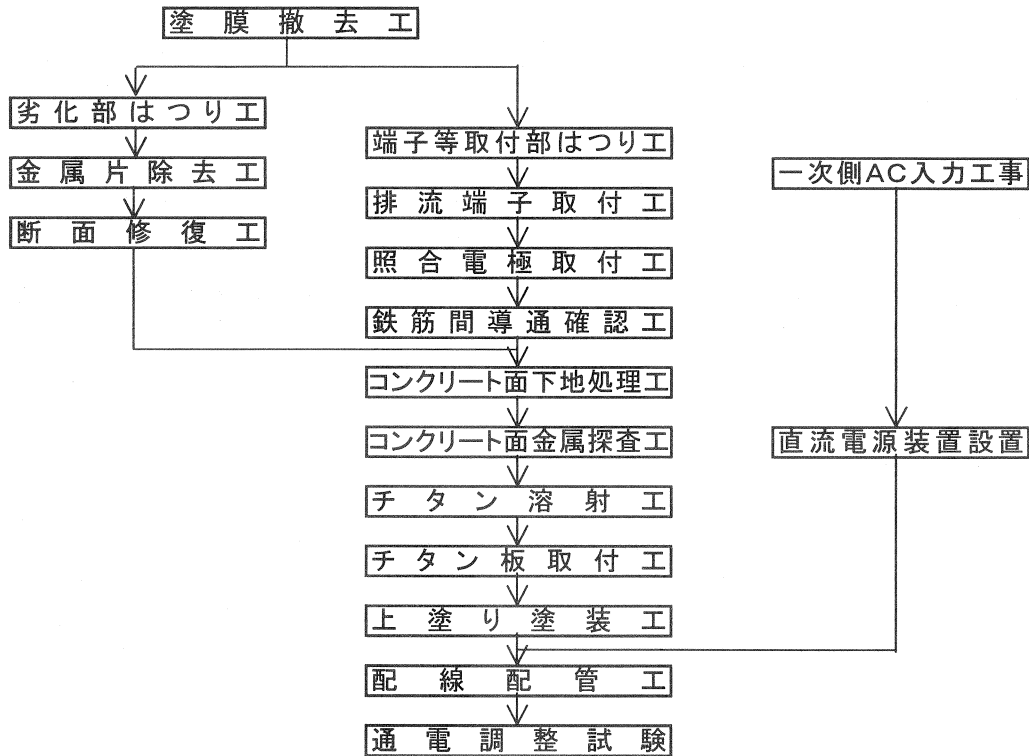 塗膜撤去工
劣化部はつり工
金属片除去工
断面修復工
端子等取付部はつり工
排流端子取付工
照合電極取付工
鉄筋間導通確認工
コンクリート面下地処理工
コンクリート面金属探査工
チタン溶射工
チタン板取付工
上塗り塗装工
一次側AC入力工事
直流電源装置設置
配線配管工
通電調整試験